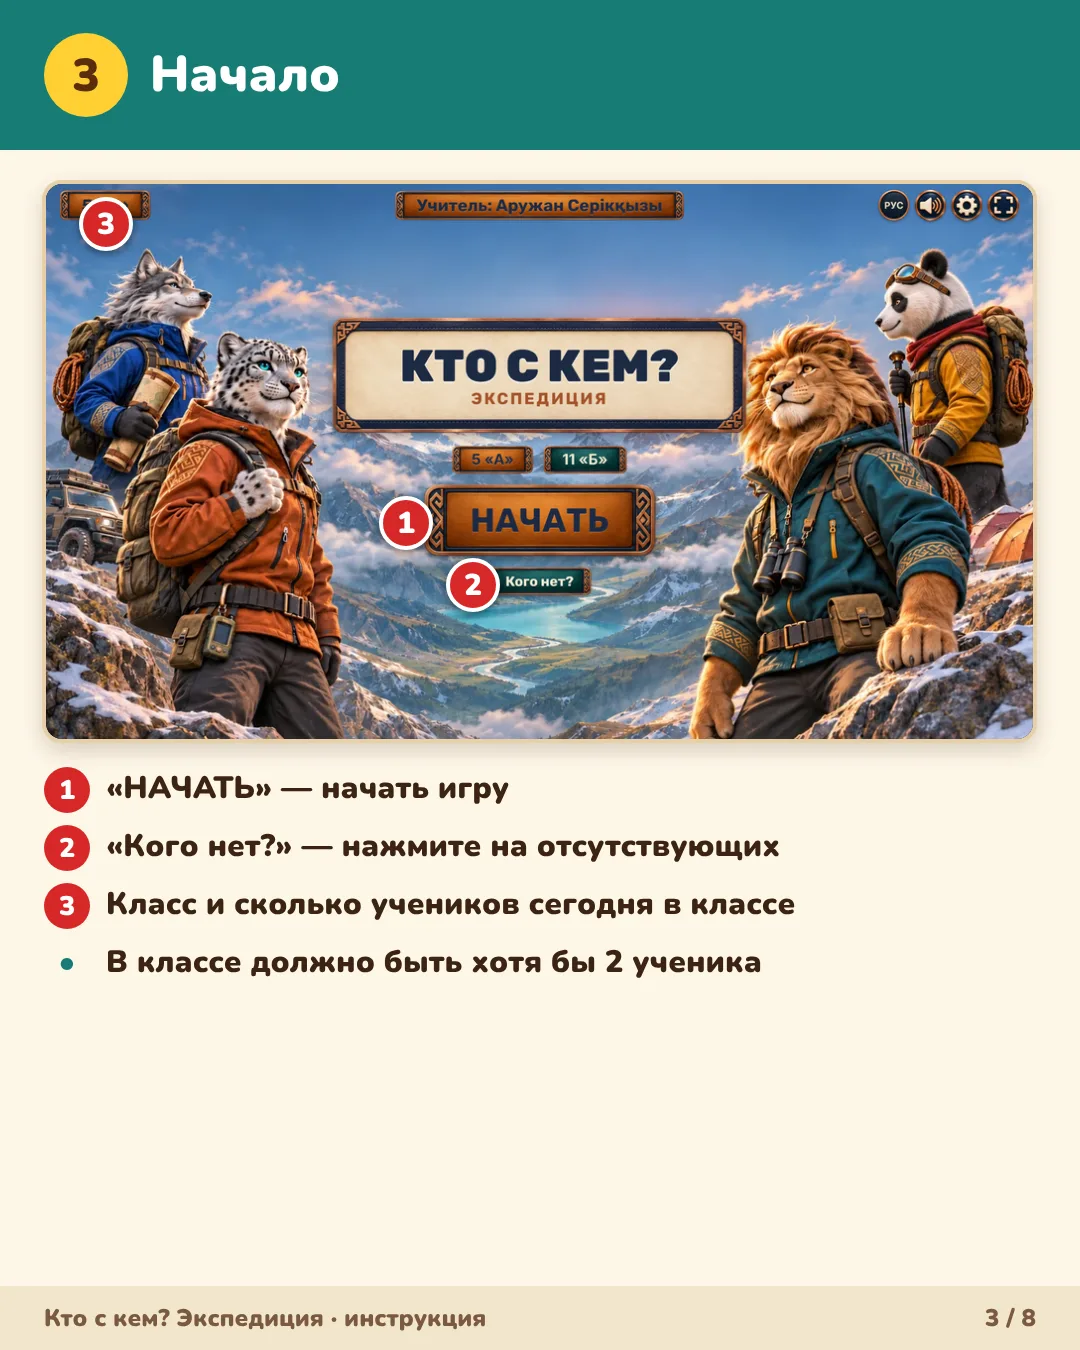 3 Начало
3
Учитель: Аружан Серікқызы
РУС
КТО С КЕМ?
ЭКСПЕДИЦИЯ
5 «А» 11 «Б»
1 НАЧАТЬ
2 Кого нет?
1 «НАЧАТЬ» — начать игру
2 «Кого нет?» — нажмите на отсутствующих
3 Класс и сколько учеников сегодня в классе
• В классе должно быть хотя бы 2 ученика
Кто с кем? Экспедиция · инструкция
3 / 8